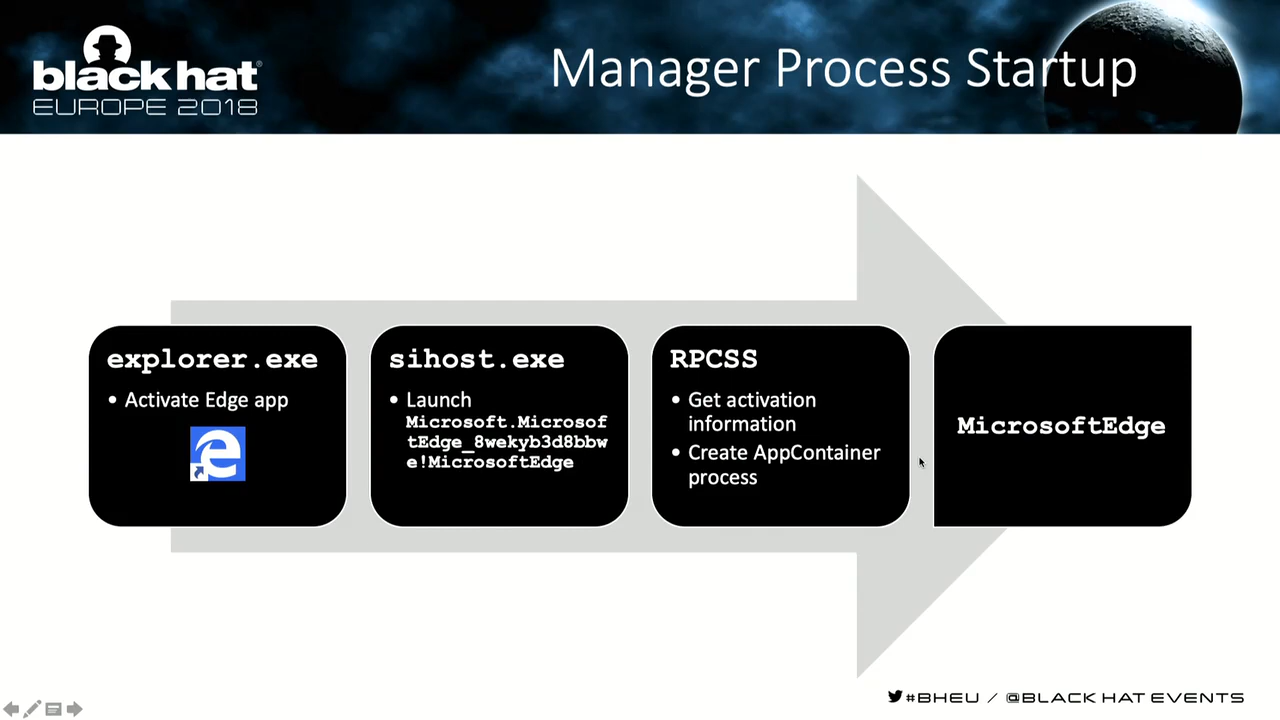 black hat®
EUROPE 2018
Manager Process Startup
explorer.exe
• Activate Edge app
sihost.exe
• Launch
Microsoft.Microsof
tEdge_8wekyb3d8bbw
e!MicrosoftEdge
RPCSS
• Get activation
information
• Create AppContainer
process
MicrosoftEdge
#BHEU / @BLACK HAT EVENTS